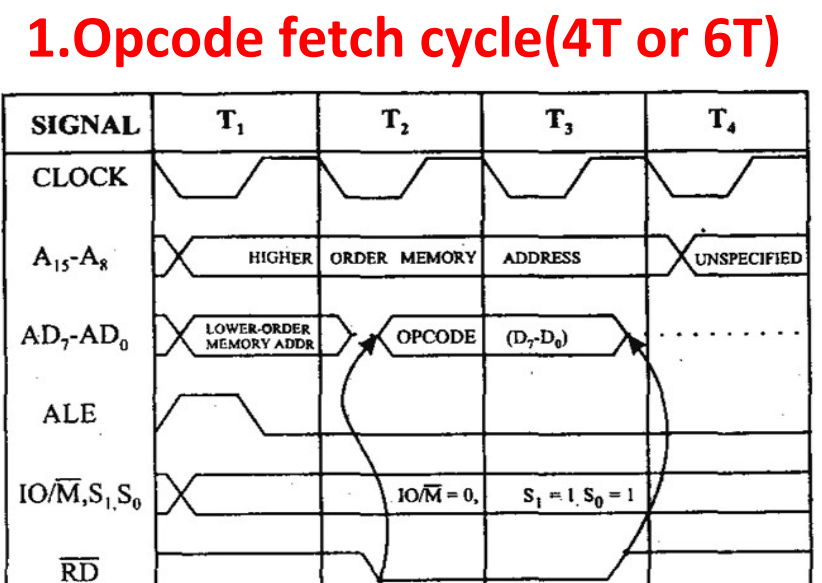 1.Opcode fetch cycle(4T or 6T)
SIGNAL T₁ T₂ T₃ T₄
CLOCK
A₁₅-A₈ HIGHER ORDER MEMORY ADDRESS UNSPECIFIED
AD₇-AD₀ LOWER-ORDER MEMORY ADDR OPCODE (D₇-D₀)
ALE
IO/M̅,S₁,S₀ IO/M̅ = 0, S₁ = 1, S₀ = 1
R̅D̅